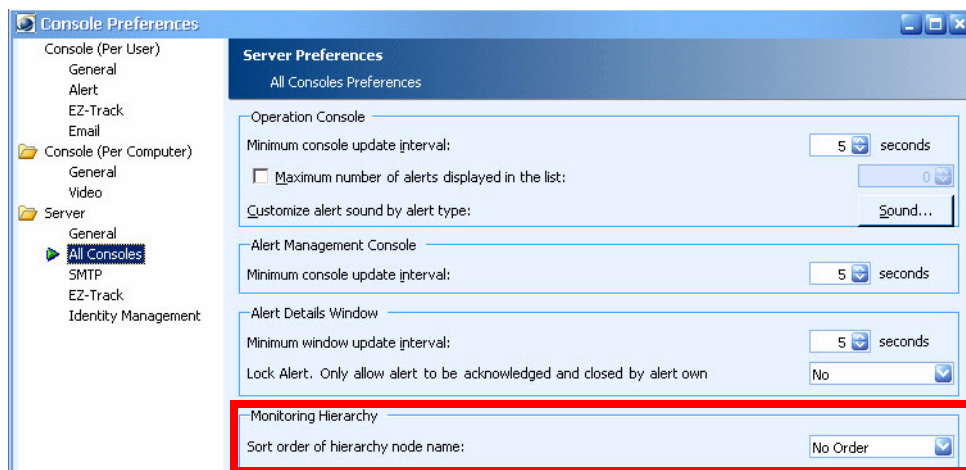 Console Preferences
Console (Per User)
General
Alert
EZ-Track
Email
Console (Per Computer)
General
Video
Server
General
All Consoles
SMTP
EZ-Track
Identity Management
Server Preferences
All Consoles Preferences
Operation Console
Minimum console update interval: 5 seconds
Maximum number of alerts displayed in the list: 0
Customize alert sound by alert type: Sound...
Alert Management Console
Minimum console update interval: 5 seconds
Alert Details Window
Minimum window update interval: 5 seconds
Lock Alert. Only allow alert to be acknowledged and closed by alert own No
Monitoring Hierarchy
Sort order of hierarchy node name: No Order